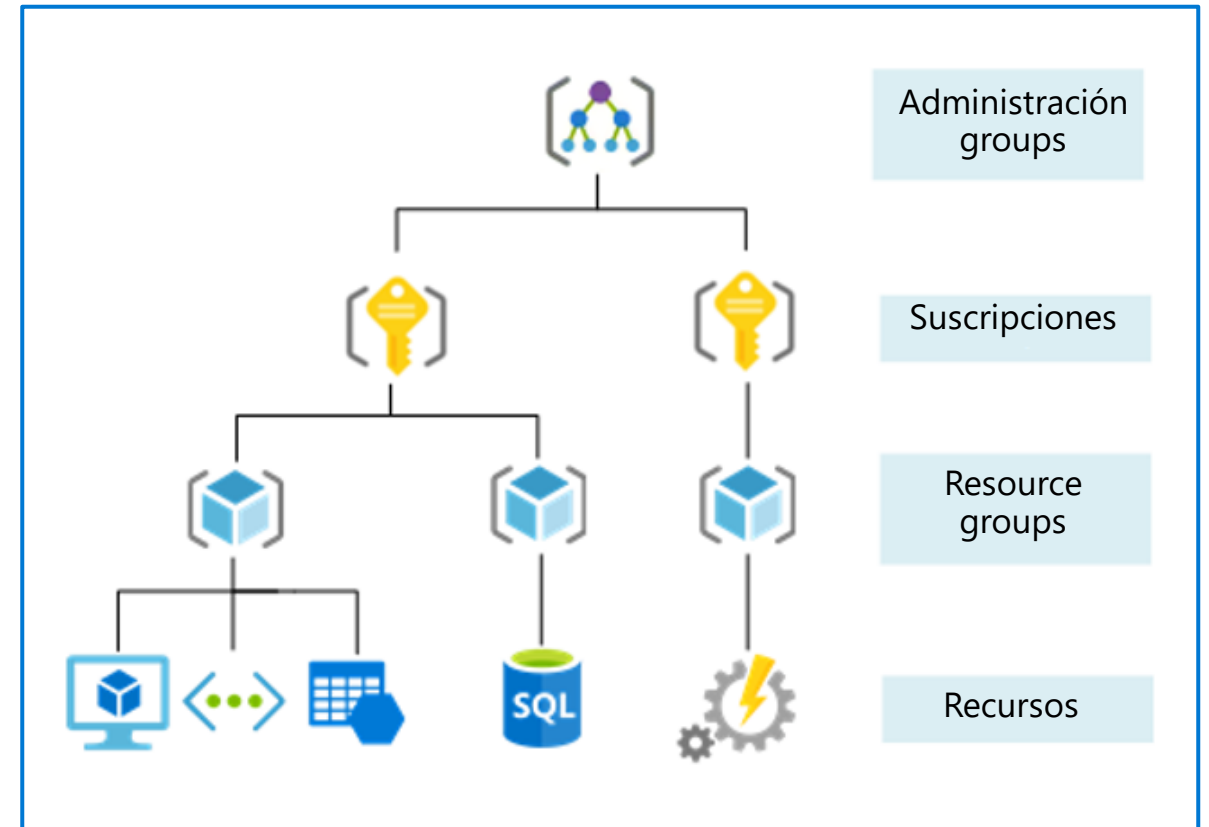 Administración
groups
Suscripciones
Resource
groups
SQL
Recursos